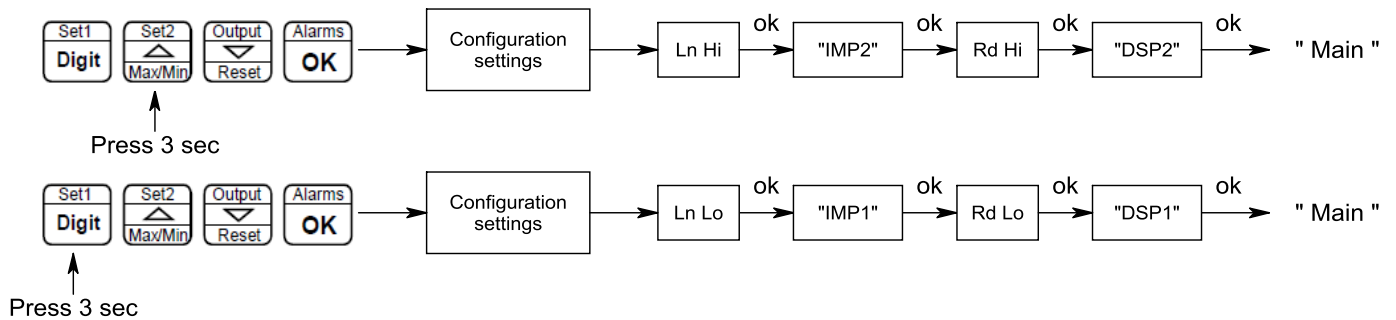 Set1 Set2 Output Alarms
Digit OK
Max/Min Reset
Configuration
settings
Ln Hi
ok
"IMP2"
ok
Rd Hi
ok
"DSP2"
ok
" Main "
Press 3 sec
Set1 Set2 Output Alarms
Digit OK
Max/Min Reset
Configuration
settings
Ln Lo
ok
"IMP1"
ok
Rd Lo
ok
"DSP1"
ok
" Main "
Press 3 sec